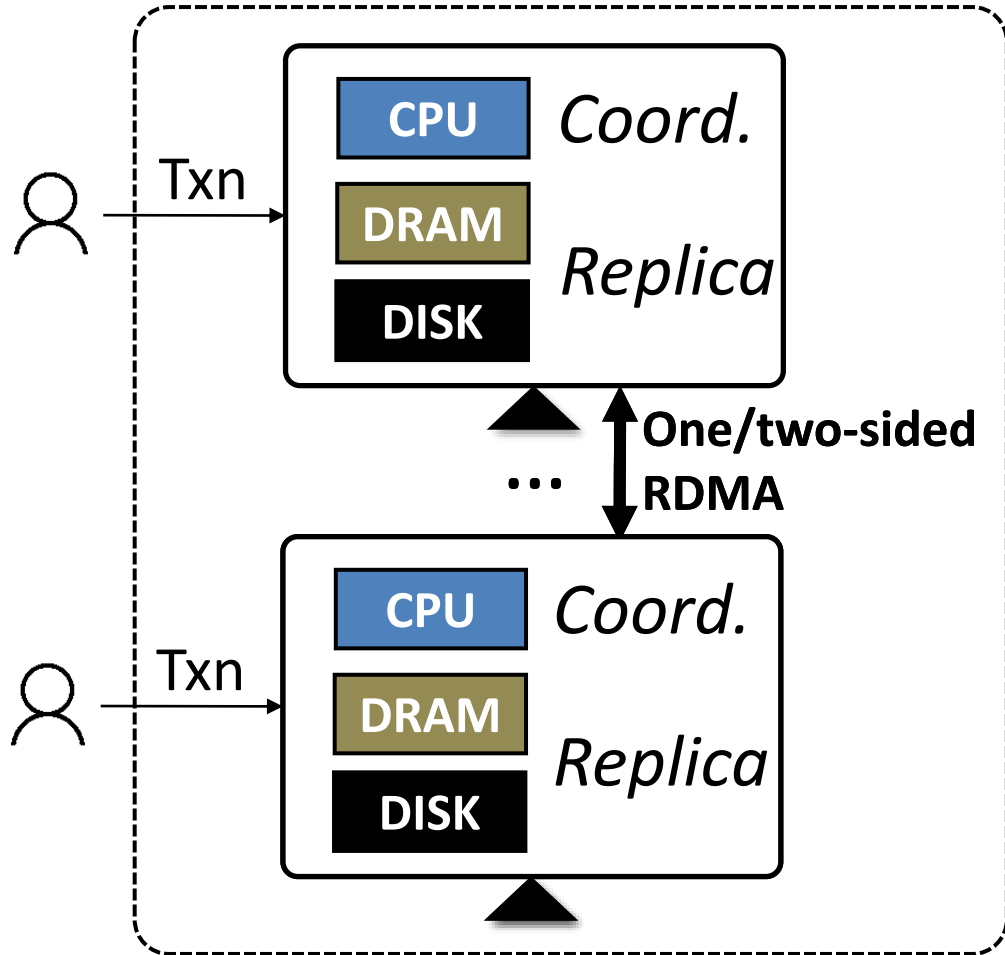 CPU
Coord.
Txn
DRAM
Replica
DISK
One/two-sided
...
RDMA
CPU
Coord.
Txn
DRAM
Replica
DISK